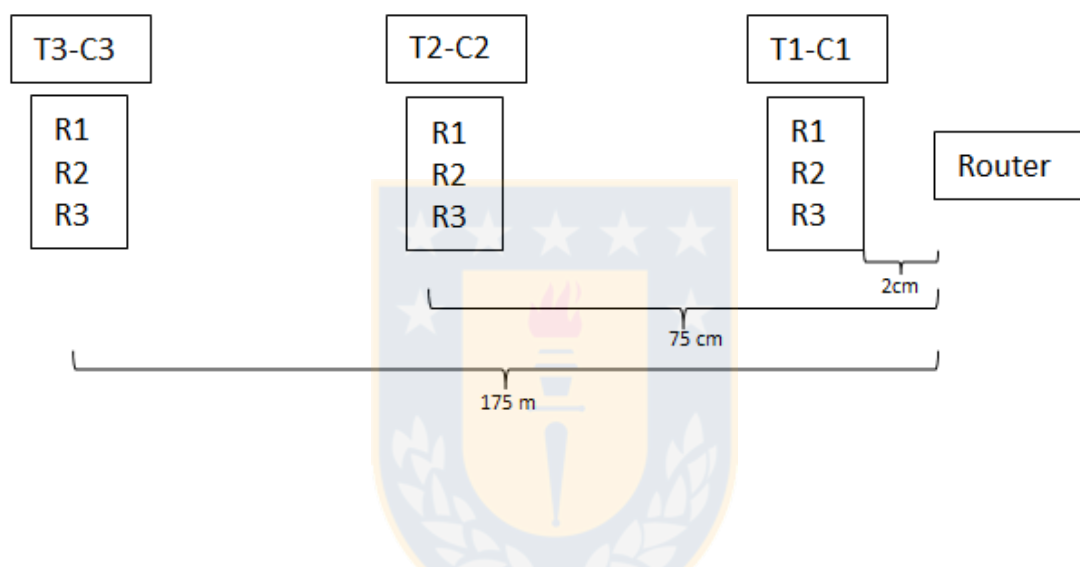 T3-C3
T2-C2
T1-C1
R1
R2
R3
R1
R2
R3
R1
R2
R3
Router
2cm
75 cm
175 m